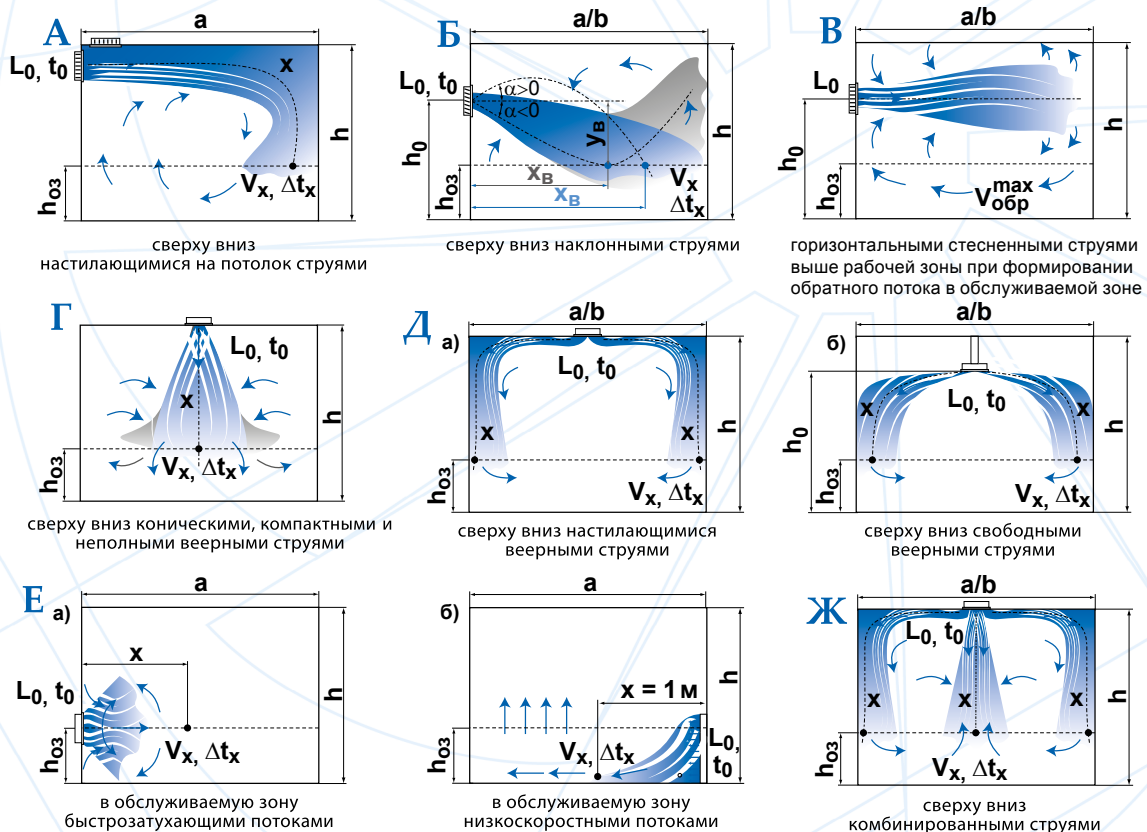 А
a
L₀, t₀
x
h
Vₓ, Δtₓ
hоз
сверху вниз
настилающимися на потолок струями
Б
a/b
L₀, t₀
α>0
α<0
h
h₀
yв
xв
xв
Vₓ
Δtₓ
hоз
сверху вниз наклонными струями
В
a/b
L₀
h
h₀
hоз
Vобр max
горизонтальными стесненными струями
выше рабочей зоны при формировании
обратного потока в обслуживаемой зоне
Г
L₀, t₀
x
h
Vₓ, Δtₓ
hоз
сверху вниз коническими, компактными и
неполными веерными струями
Д
a/b
а)
L₀, t₀
x
x
h
hоз
Vₓ, Δtₓ
сверху вниз настилающимися
веерными струями
a/b
б)
x
x
L₀, t₀
h₀
h
hоз
Vₓ, Δtₓ
сверху вниз свободными
веерными струями
Е
а)
a
x
L₀, t₀
h
Vₓ, Δtₓ
hоз
в обслуживаемую зону
быстрозатухающими потоками
б)
a
x = 1 м
h
Vₓ, Δtₓ
L₀,
t₀
hоз
в обслуживаемую зону
низкоскоростными потоками
Ж
a/b
L₀, t₀
x
x
x
h
hоз
Vₓ, Δtₓ
сверху вниз
комбинированными струями